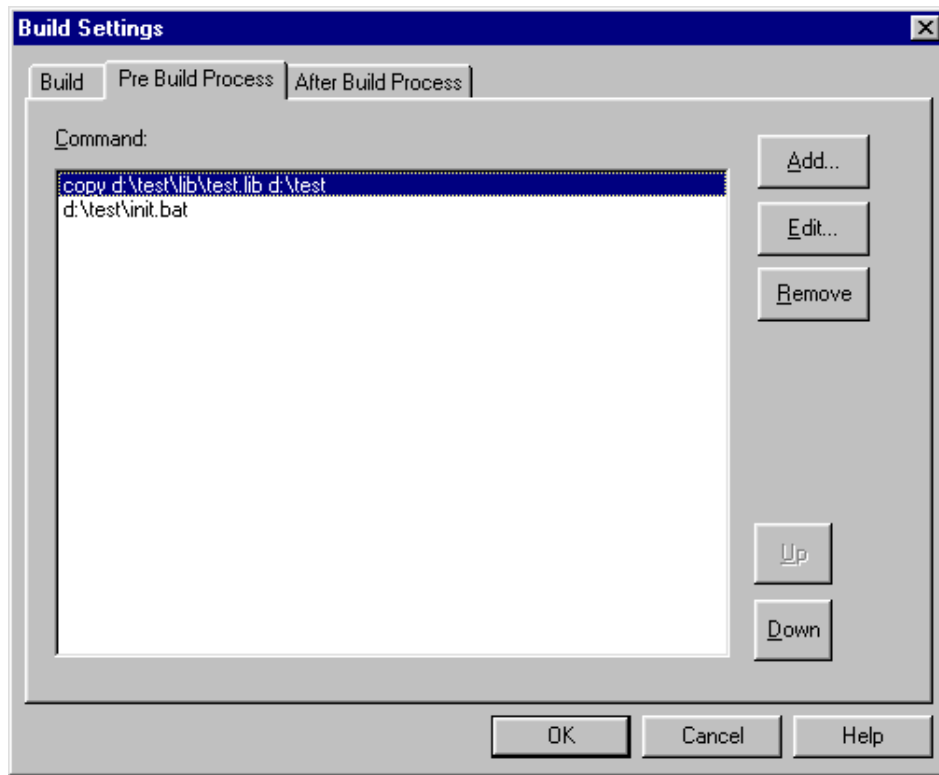 Build Settings
Build Pre Build Process After Build Process
Command:
copy d:\test\lib\test.lib d:\test
d:\test\init.bat
Add...
Edit...
Remove
Up
Down
OK Cancel Help